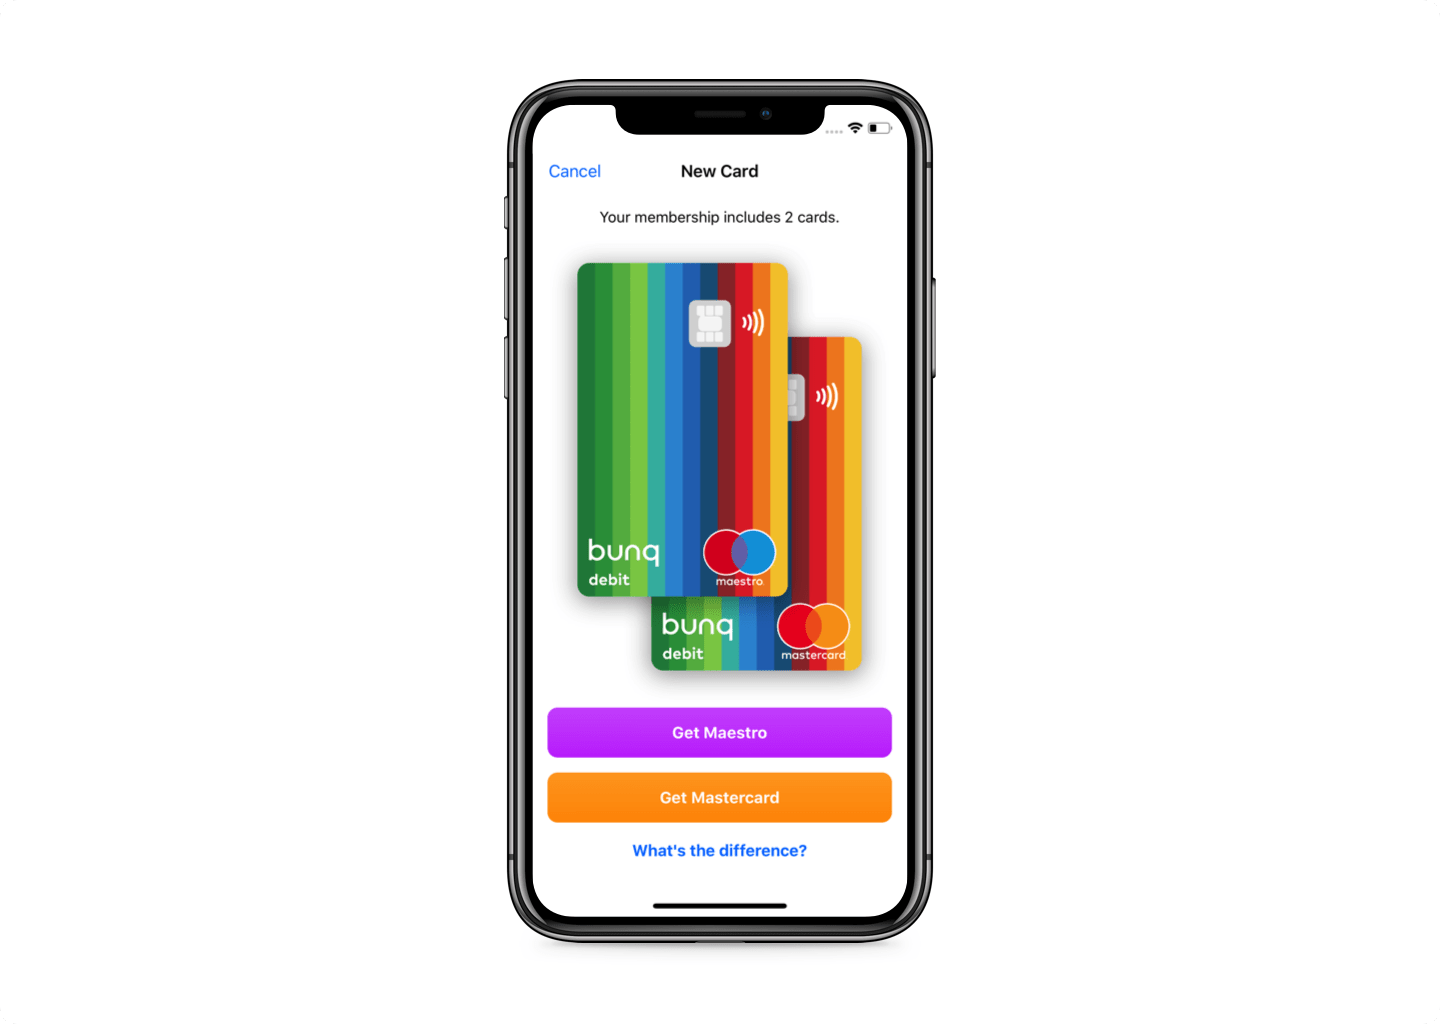 Cancel
New Card
Your membership includes 2 cards.
bunq
debit
maestro
bunq
debit
mastercard
Get Maestro
Get Mastercard
What's the difference?